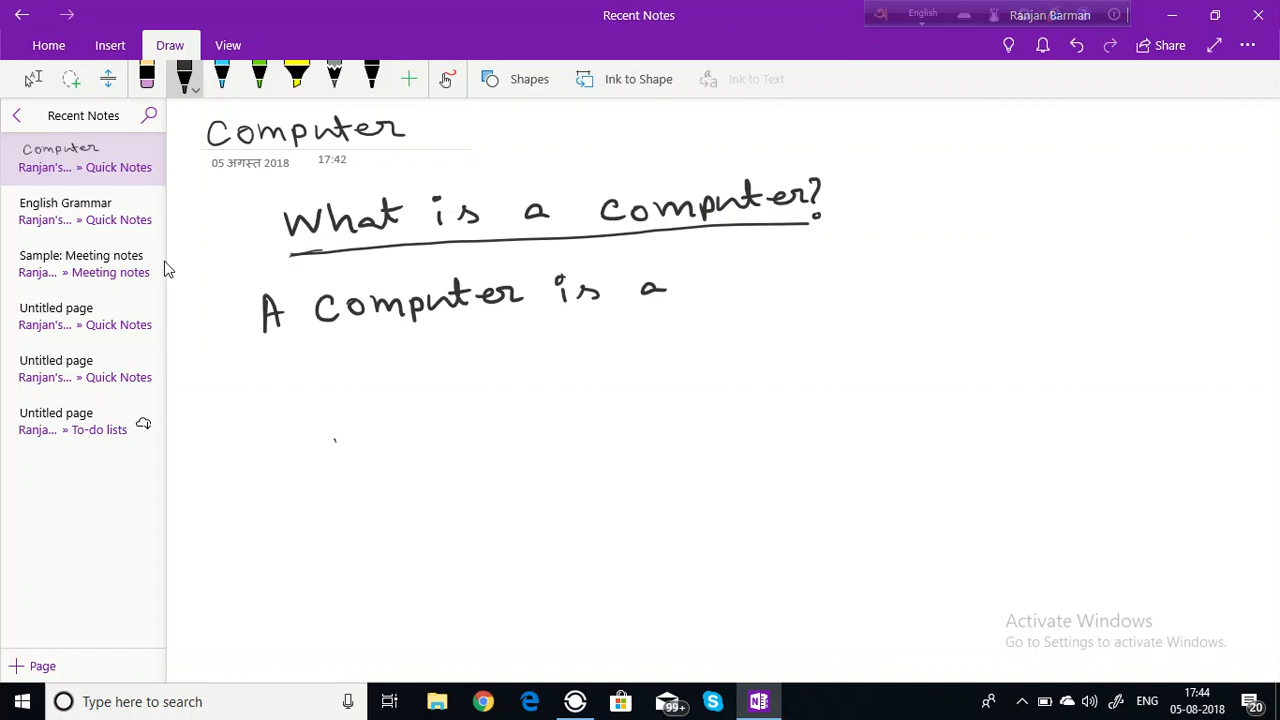 Recent Notes
English
Ranjan Barman
Home Insert Draw View
Share
Shapes
Ink to Shape
Ink to Text
Recent Notes
Computer
Ranjan's... » Quick Notes
English Grammar
Ranjan's... » Quick Notes
Sample: Meeting notes
Ranja... » Meeting notes
Untitled page
Ranjan's... » Quick Notes
Untitled page
Ranjan's... » Quick Notes
Untitled page
Ranja... » To-do lists
Page
Computer
05 अगस्त 2018 17:42
What is a computer?
A Computer is a
Activate Windows
Go to Settings to activate Windows.
Type here to search
99+
ENG
17:44
05-08-2018
20